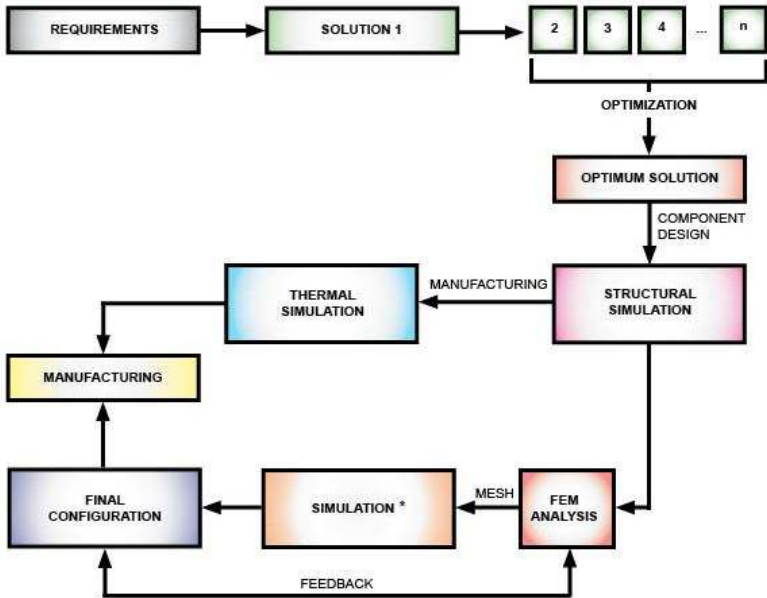 REQUIREMENTS
SOLUTION 1
2
3
4
...
n
OPTIMIZATION
OPTIMUM SOLUTION
COMPONENT
DESIGN
THERMAL
SIMULATION
MANUFACTURING
STRUCTURAL
SIMULATION
MANUFACTURING
FINAL
CONFIGURATION
SIMULATION *
MESH
FEM
ANALYSIS
FEEDBACK